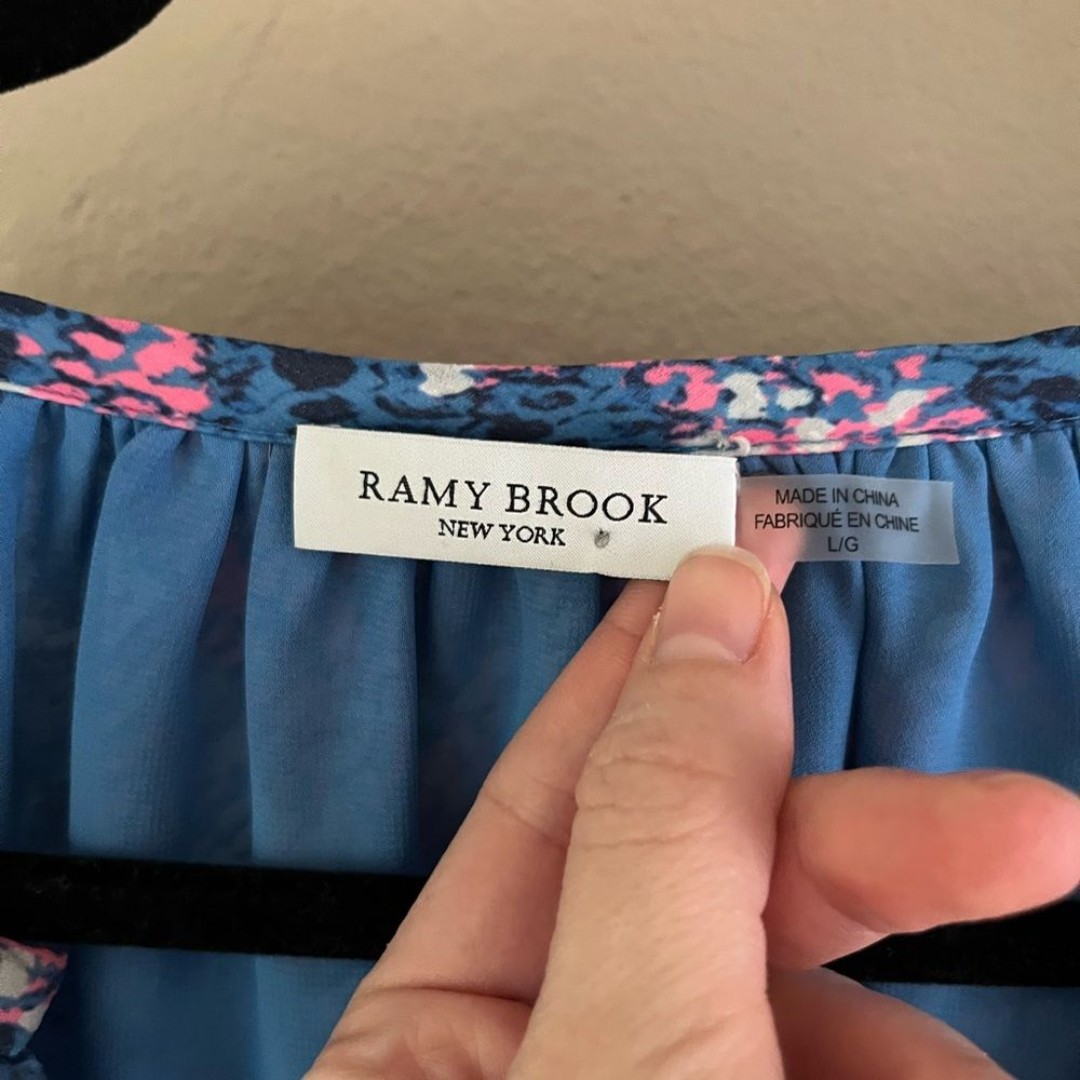 RAMY BROOK
NEW YORK
MADE IN CHINA
FABRIQUÉ EN CHINE
L/G